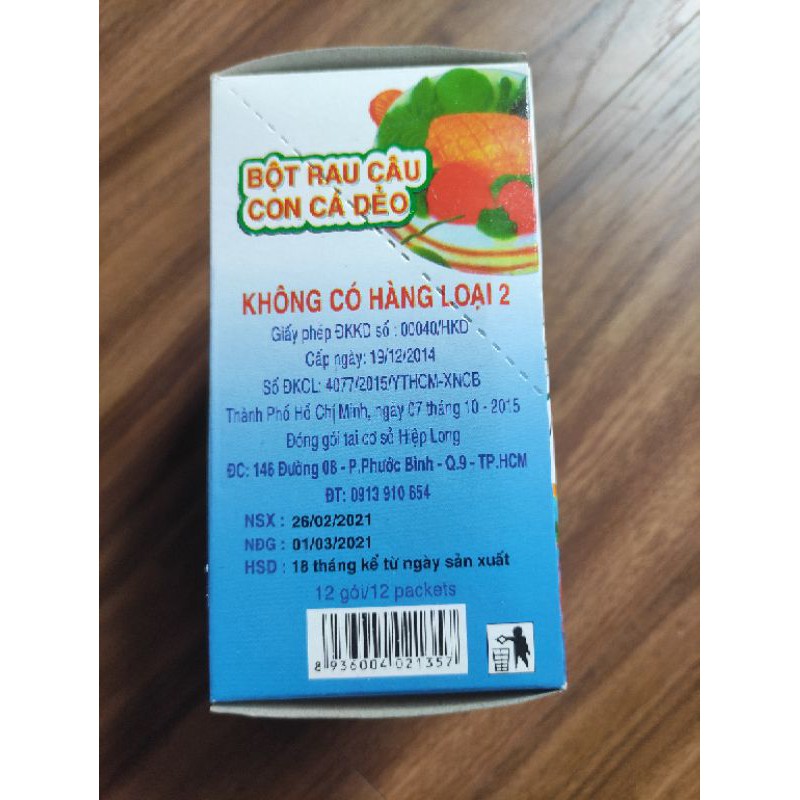 BỘT RAU CÂU
CON CÁ DẺO
KHÔNG CÓ HÀNG LOẠI 2
Giấy phép ĐKKD số : 00040/HKD
Cấp ngày: 19/12/2014
Số ĐKCL: 4077/2015/YTHCM-XNCB
Thành Phố Hồ Chí Minh, ngày 07 tháng 10 - 2015
Đóng gói tại cơ sở Hiệp Long
ĐC: 146 Đường 08 - P.Phước Bình - Q.9 - TP.HCM
ĐT: 0913 910 654
NSX : 26/02/2021
NĐG : 01/03/2021
HSD : 18 tháng kể từ ngày sản xuất
12 gói/12 packets
8 936004 021357